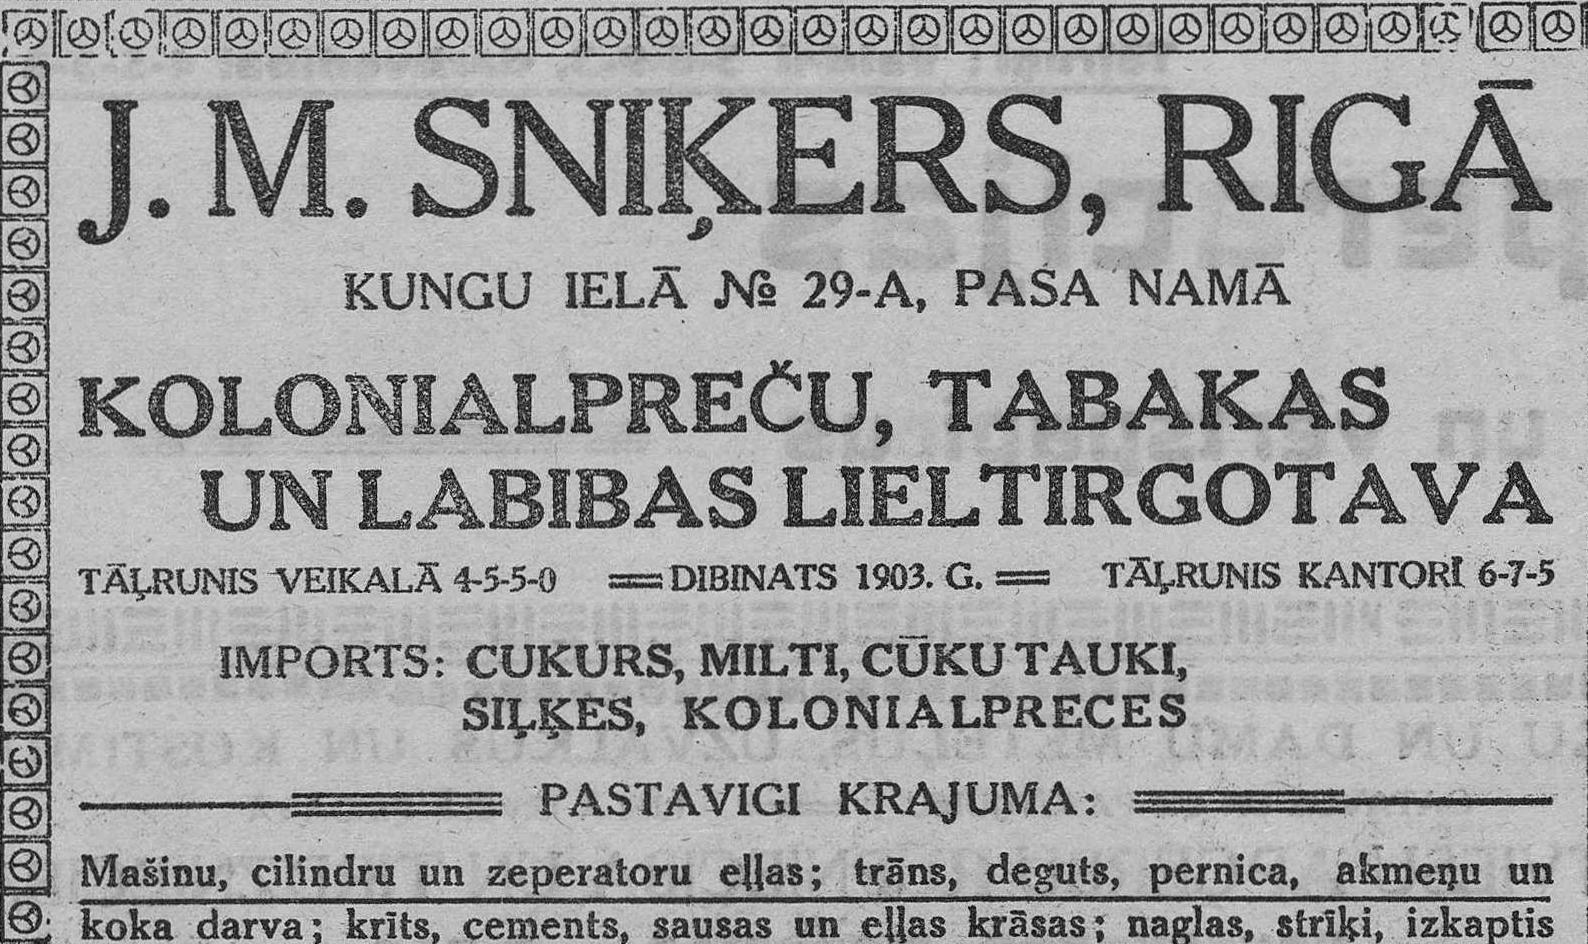 J. M. SNIĶERS, RIGĀ
KUNGU IELĀ № 29-A, PAŠA NAMĀ
KOLONIALPREČU, TABAKAS
UN LABIBAS LIELTIRGOTAVA
TĀĻRUNIS VEIKALĀ 4-5-5-0 DIBINATS 1903. G. TĀĻRUNIS KANTORĪ 6-7-5
IMPORTS: CUKURS, MILTI, CŪKU TAUKI,
SIĻĶES, KOLONIALPRECES
PASTAVIGI KRAJUMA:
Mašinu, cilindru un zeperatoru eļļas; trāns, deguts, pernica, akmeņu un
koka darva; krīts, cements, sausas un eļļas krāsas; naglas, strīķi, izkaptis